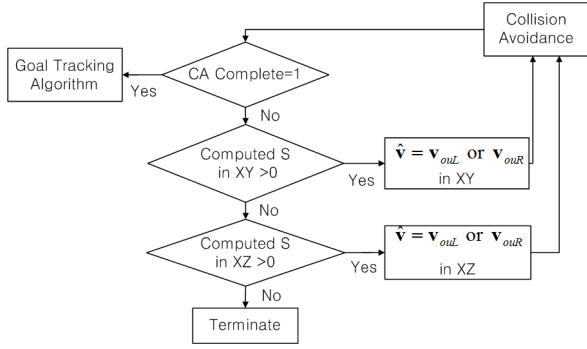 Collision
Avoidance
Goal Tracking
Algorithm
CA Complete=1
Yes
No
Computed S
in XY >0
Yes
v̂ = v_ouL or v_ouR
in XY
No
Computed S
in XZ >0
Yes
v̂ = v_ouL or v_ouR
in XZ
No
Terminate